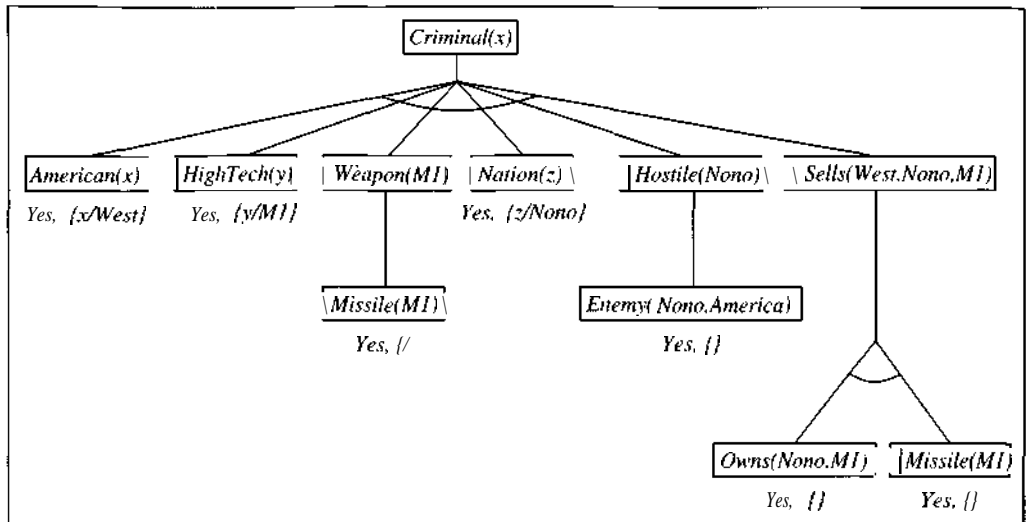 Criminal(x)
American(x) HighTech(y) Weapon(M1) Nation(z) Hostile(Nono) Sells(West,Nono,M1)
Yes, {x/West} Yes, {y/M1} Yes, {z/Nono}
Missile(M1) Enemy(Nono,America)
Yes, {/ Yes, {}
Owns(Nono,M1) Missile(M1)
Yes, {} Yes, {}